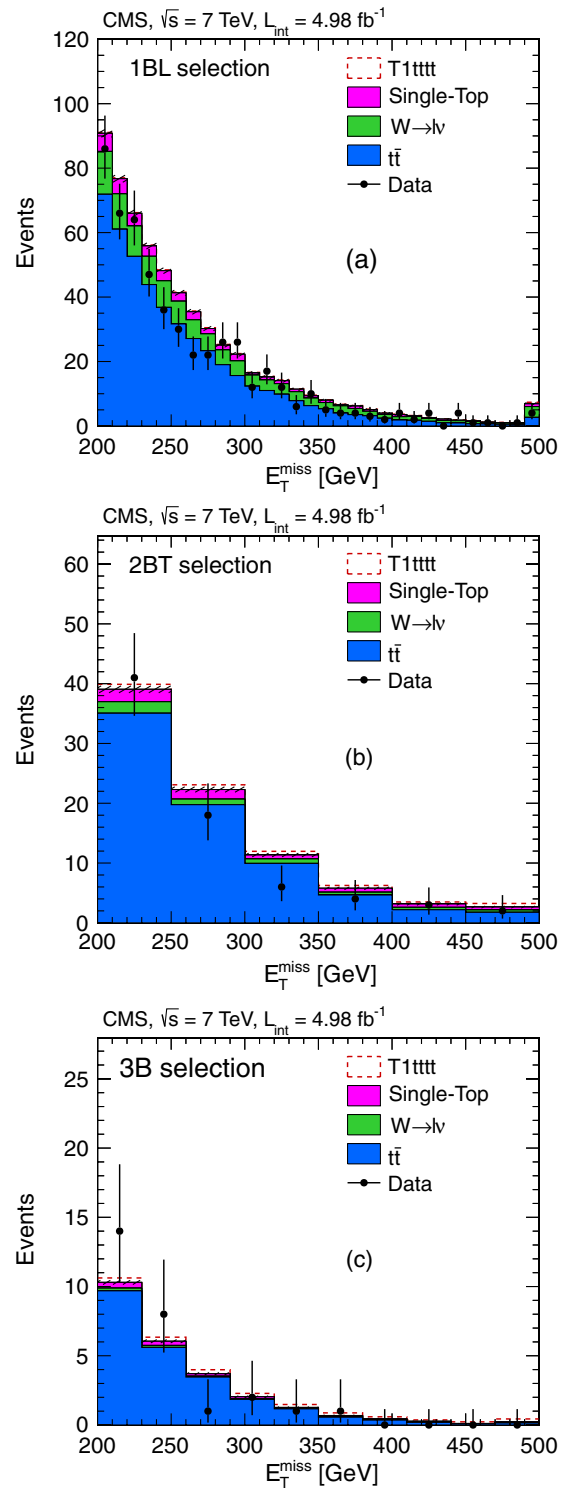 CMS, √s = 7 TeV, L_int = 4.98 fb⁻¹
120
100
80
60
40
20
0
Events
1BL selection
T1tttt
Single-Top
W→lν
tt̄
Data
(a)
200 250 300 350 400 450 500
E_T^miss [GeV]
CMS, √s = 7 TeV, L_int = 4.98 fb⁻¹
60
50
40
30
20
10
0
Events
2BT selection
T1tttt
Single-Top
W→lν
tt̄
Data
(b)
200 250 300 350 400 450 500
E_T^miss [GeV]
CMS, √s = 7 TeV, L_int = 4.98 fb⁻¹
25
20
15
10
5
0
Events
3B selection
T1tttt
Single-Top
W→lν
tt̄
Data
(c)
200 250 300 350 400 450 500
E_T^miss [GeV]